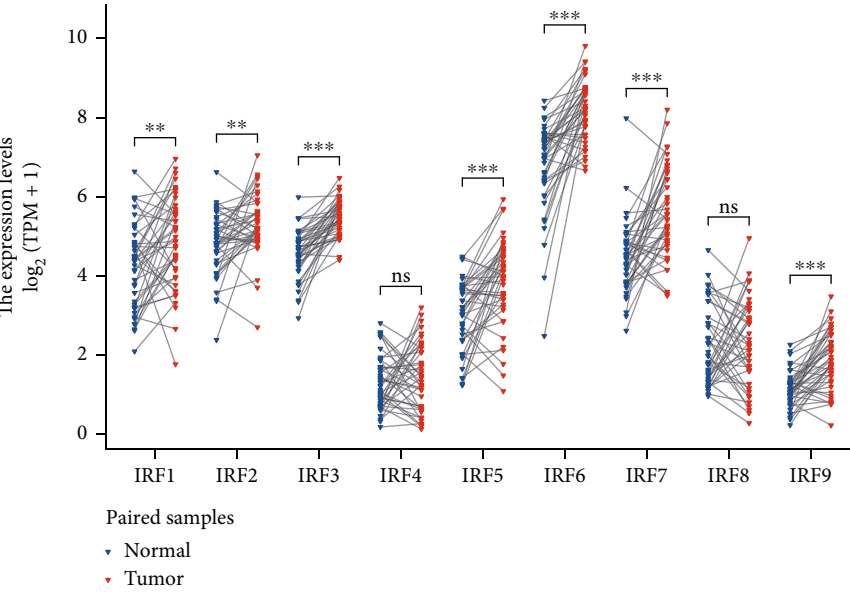 The expression levels
log₂ (TPM + 1)
10
8
6
4
2
0
**
**
***
ns
***
***
***
ns
***
IRF1 IRF2 IRF3 IRF4 IRF5 IRF6 IRF7 IRF8 IRF9
Paired samples
Normal
Tumor